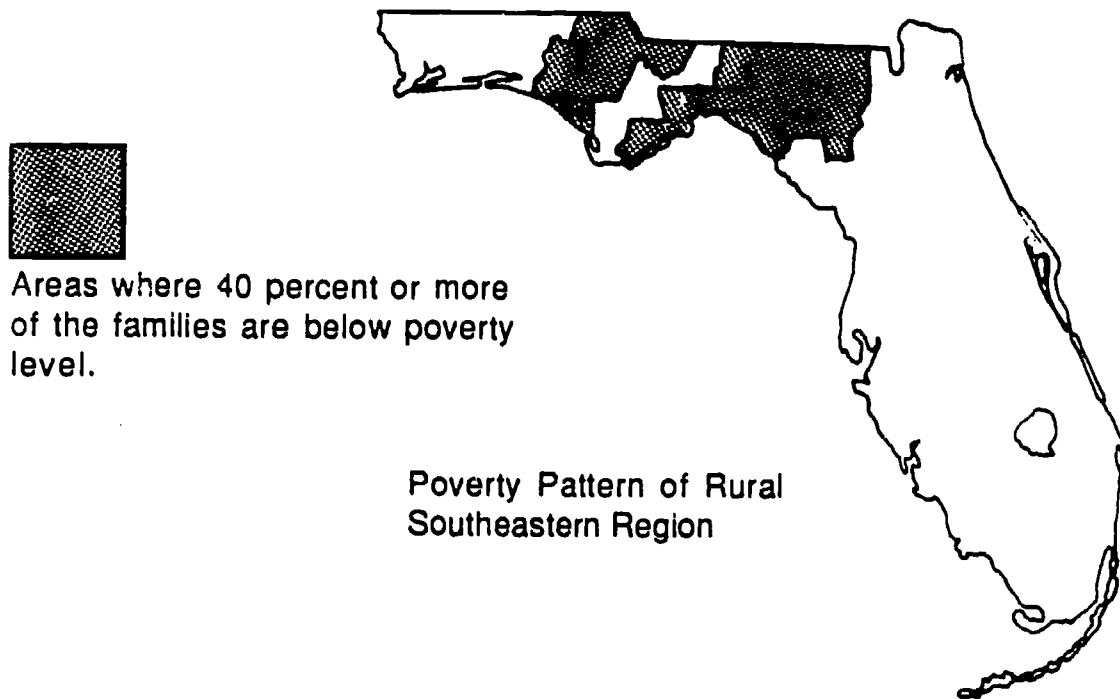 Areas where 40 percent or more
of the families are below poverty
level.
Poverty Pattern of Rural
Southeastern Region